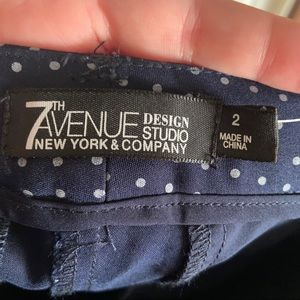 7TH AVENUE DESIGN STUDIO
NEW YORK & COMPANY
2
MADE IN
CHINA